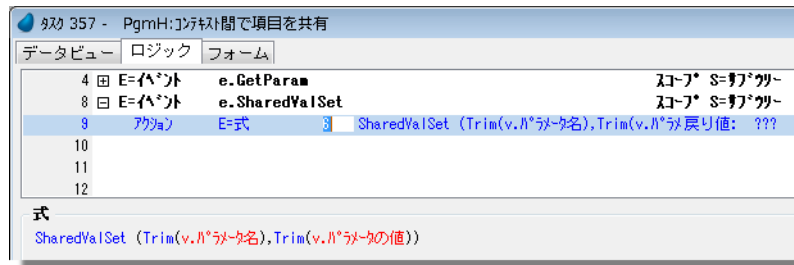 ﾀｽｸ 357 - PgmH:ｺﾝﾃｷｽﾄ間で項目を共有
データビュー ロジック フォーム
4 E=ｲﾍﾞﾝﾄ e.GetParam ｽｺｰﾌﾟ S=ｻﾌﾞﾂﾘｰ
8 E=ｲﾍﾞﾝﾄ e.SharedValSet ｽｺｰﾌﾟ S=ｻﾌﾞﾂﾘｰ
9 ｱｸｼｮﾝ E=式 6 SharedValSet (Trim(v.ﾊﾟﾗﾒｰﾀ名),Trim(v.ﾊﾟﾗﾒ戻り値: ???
10
11
12
式
SharedValSet (Trim(v.ﾊﾟﾗﾒｰﾀ名),Trim(v.ﾊﾟﾗﾒｰﾀの値))